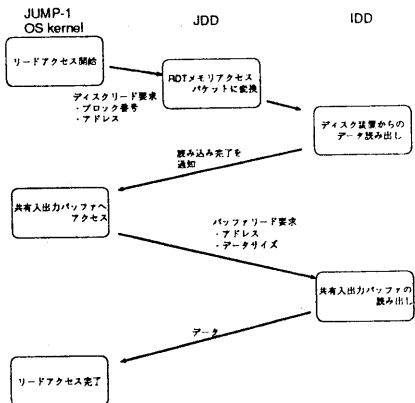 JUMP-1
OS kernel
JDD
IDD
リードアクセス開始
RDTメモリアクセス
パケットに変換
ディスクリード要求
・ブロック番号
・アドレス
ディスク装置からの
データ読み出し
読み込み完了を
通知
共有入出力バッファへ
アクセス
バッファリード要求
・アドレス
・データサイズ
共有入出力バッファの
読み出し
データ
リードアクセス完了